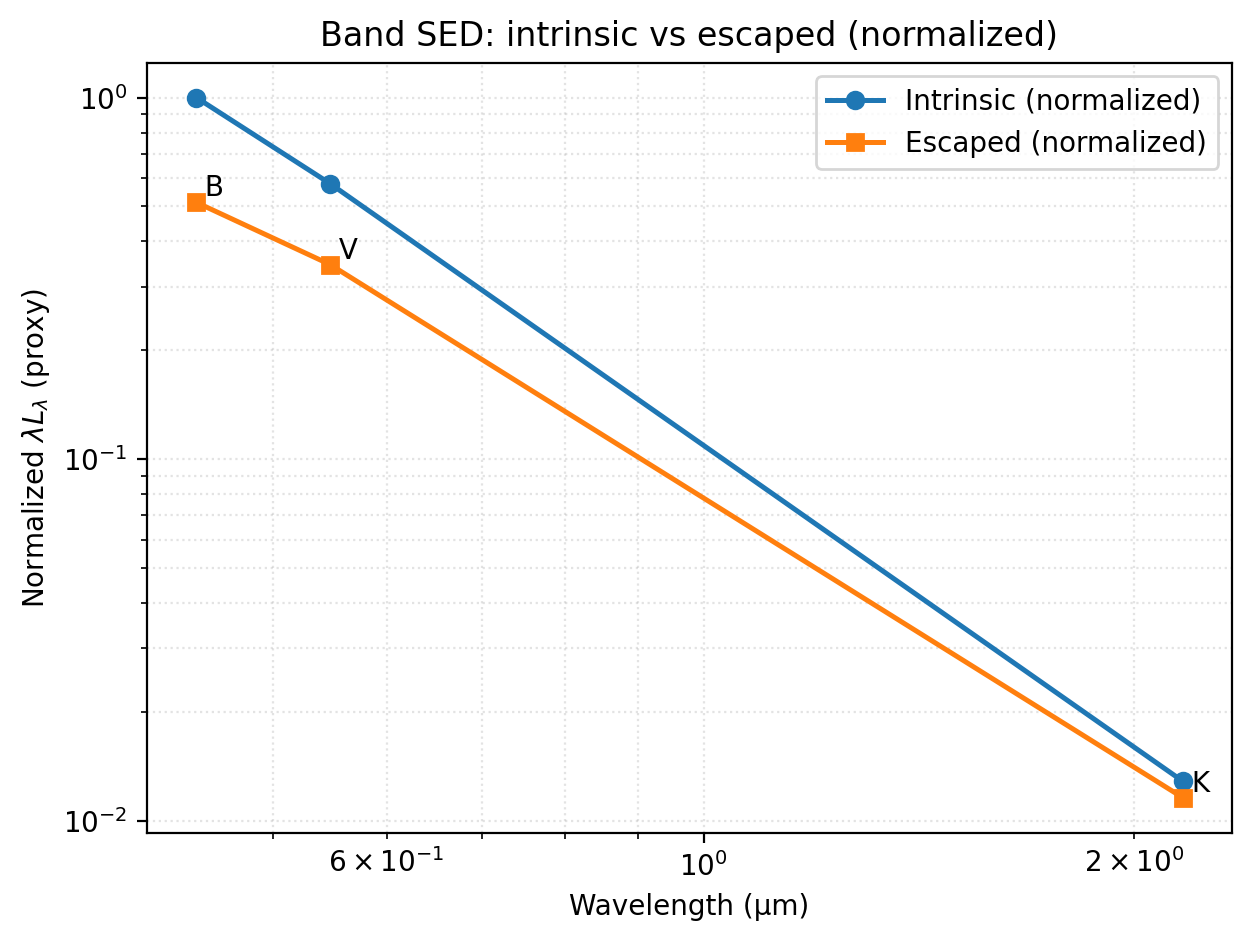 Band SED: intrinsic vs escaped (normalized)
Intrinsic (normalized)
Escaped (normalized)
10⁰
10⁻¹
10⁻²
Normalized λL_λ (proxy)
B
V
K
6 × 10⁻¹
10⁰
2 × 10⁰
Wavelength (μm)